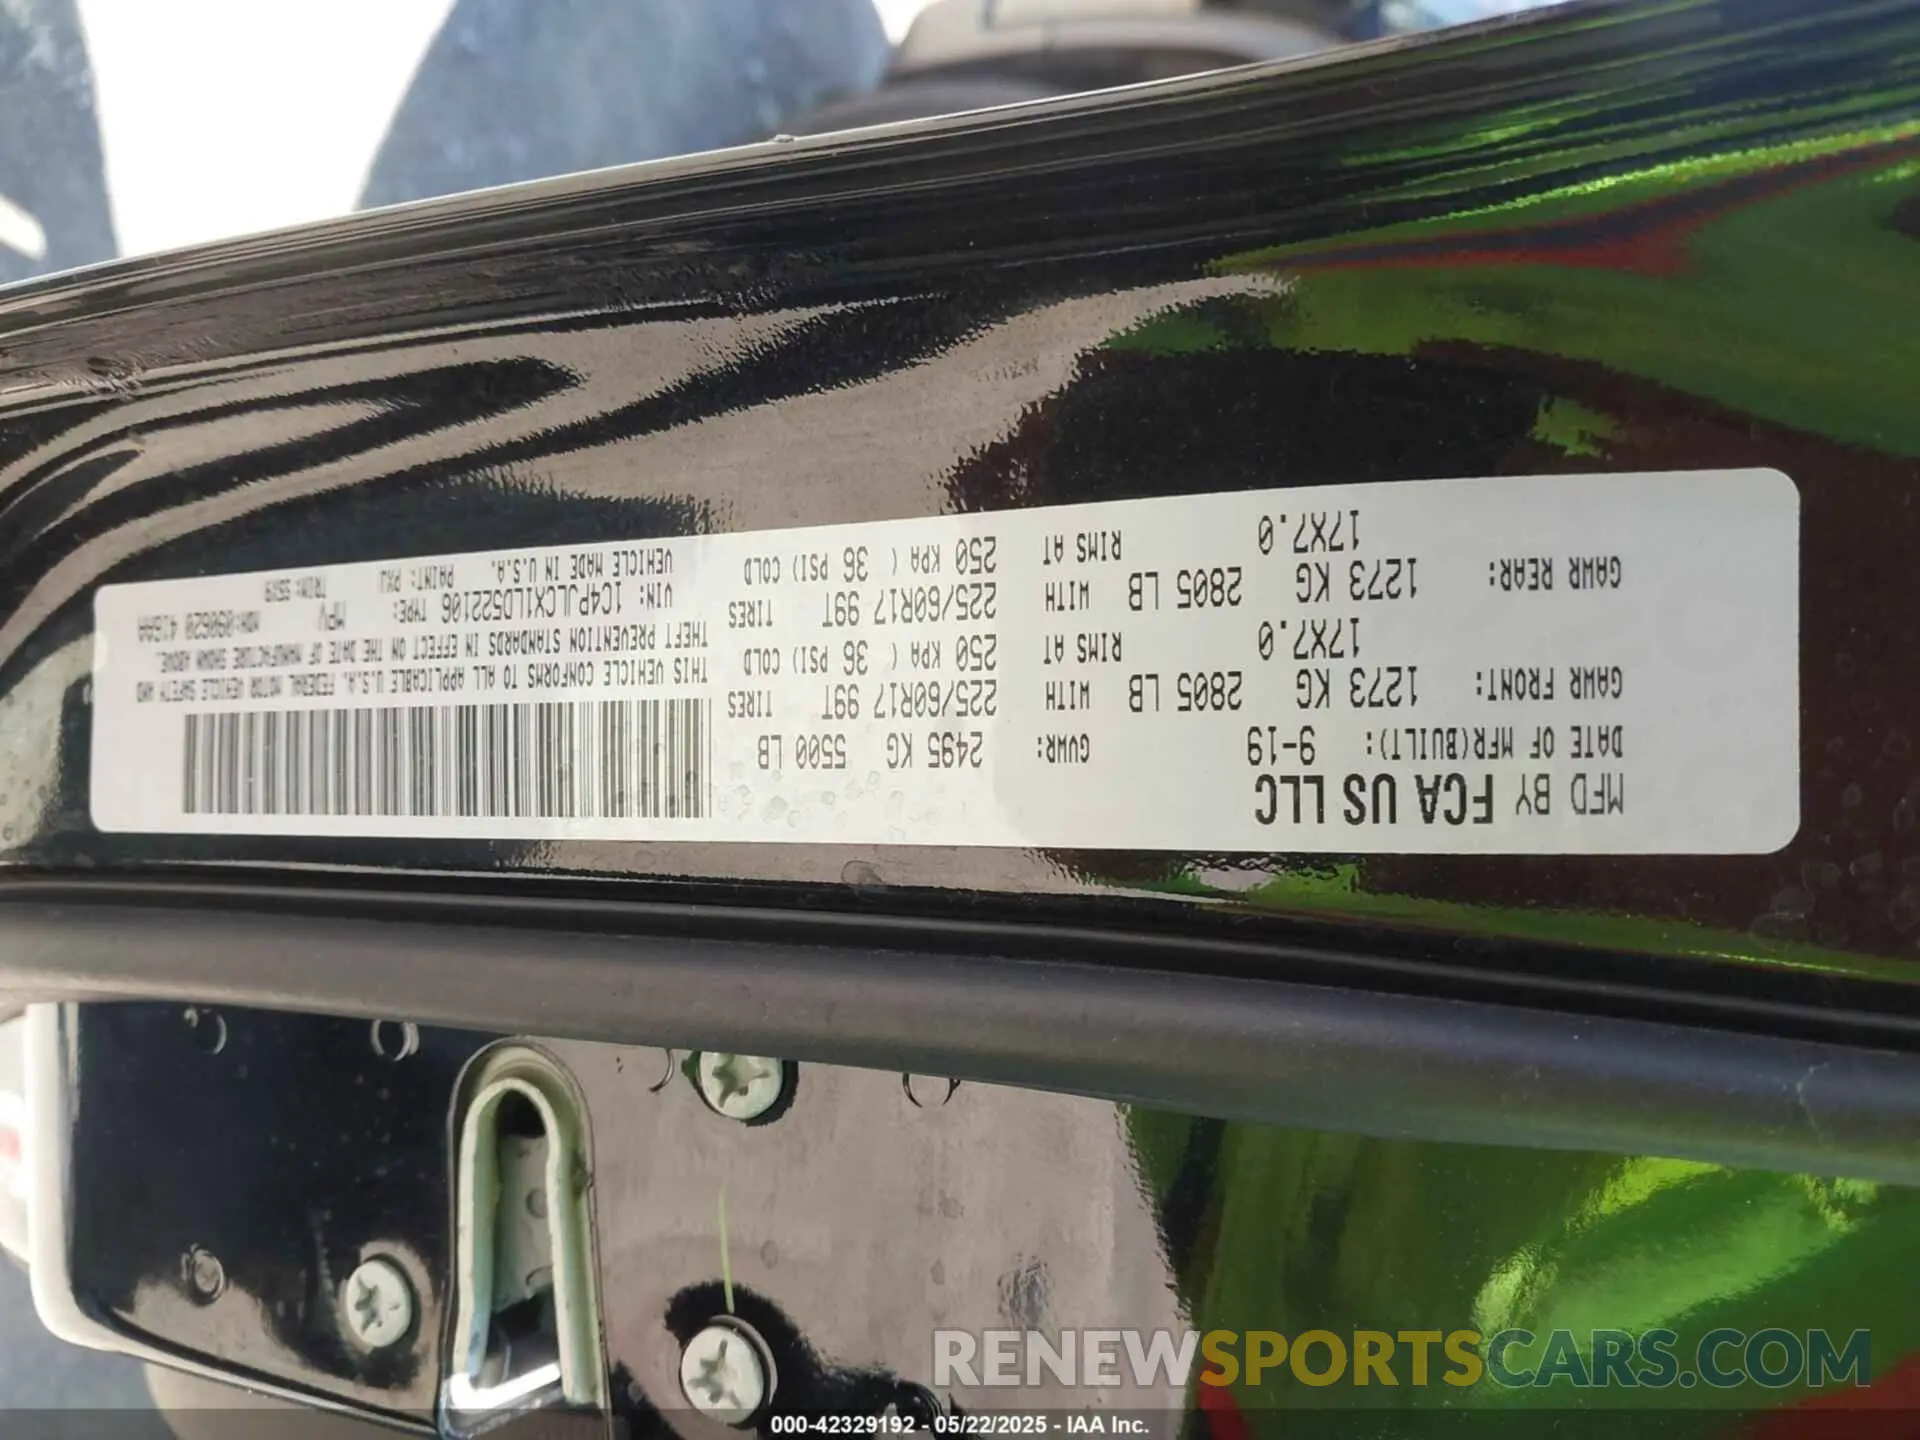 MFD BY FCA US LLC
DATE OF MFR(BUILT): 9-19 GVWR: 2495 KG 5500 LB
GAWR FRONT: 1273 KG 2805 LB WITH TIRES 225/60R17 99T
17X7.0 RIMS AT 250 KPA ( 36 PSI) COLD
GAWR REAR: 1273 KG 2805 LB WITH TIRES 225/60R17 99T
17X7.0 RIMS AT 250 KPA ( 36 PSI) COLD
THIS VEHICLE CONFORMS TO ALL APPLICABLE U.S.A. FEDERAL MOTOR VEHICLE SAFETY AND
THEFT PREVENTION STANDARDS IN EFFECT ON THE DATE OF MANUFACTURE SHOWN ABOVE.
VIN: 1C4PJLCX1LD522106 TYPE: MPV MDH:090620 416AA
VEHICLE MADE IN U.S.A. PAINT: PXJ TRIM:
RENEWSPORTSCARS.COM
000-42329192 - 05/22/2025 - IAA Inc.